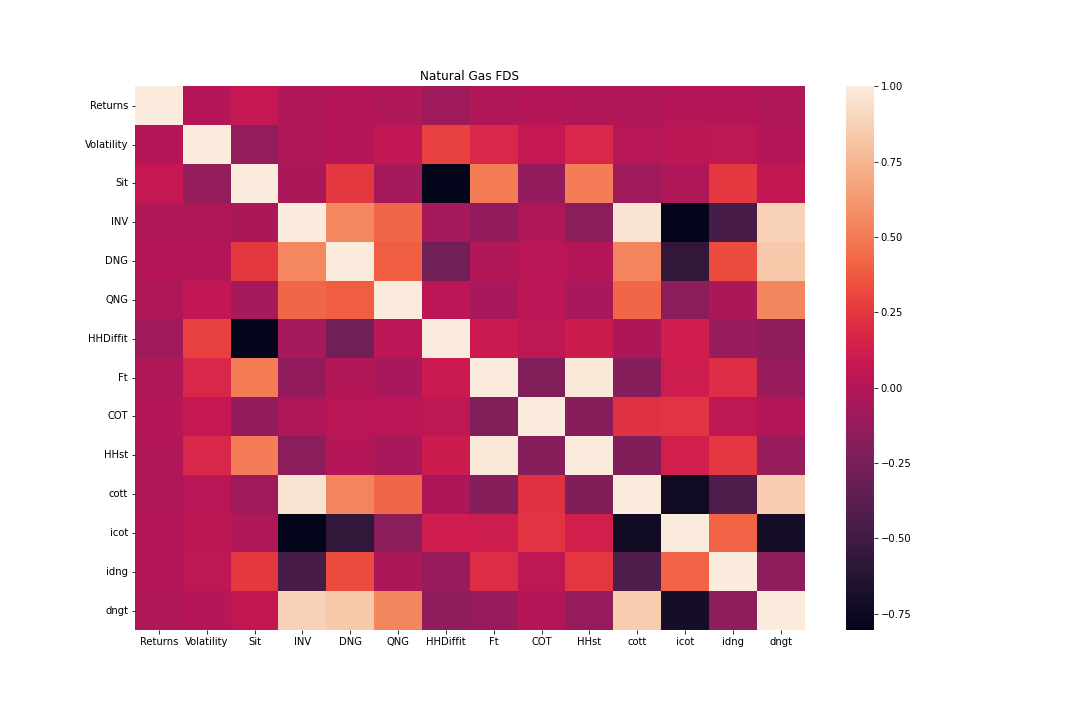 Natural Gas FDS
Returns
Volatility
Sit
INV
DNG
QNG
HHDiffit
Ft
COT
HHst
cott
icot
idng
dngt
Returns Volatility Sit INV DNG QNG HHDiffit Ft COT HHst cott icot idng dngt
1.00
0.75
0.50
0.25
0.00
−0.25
−0.50
−0.75